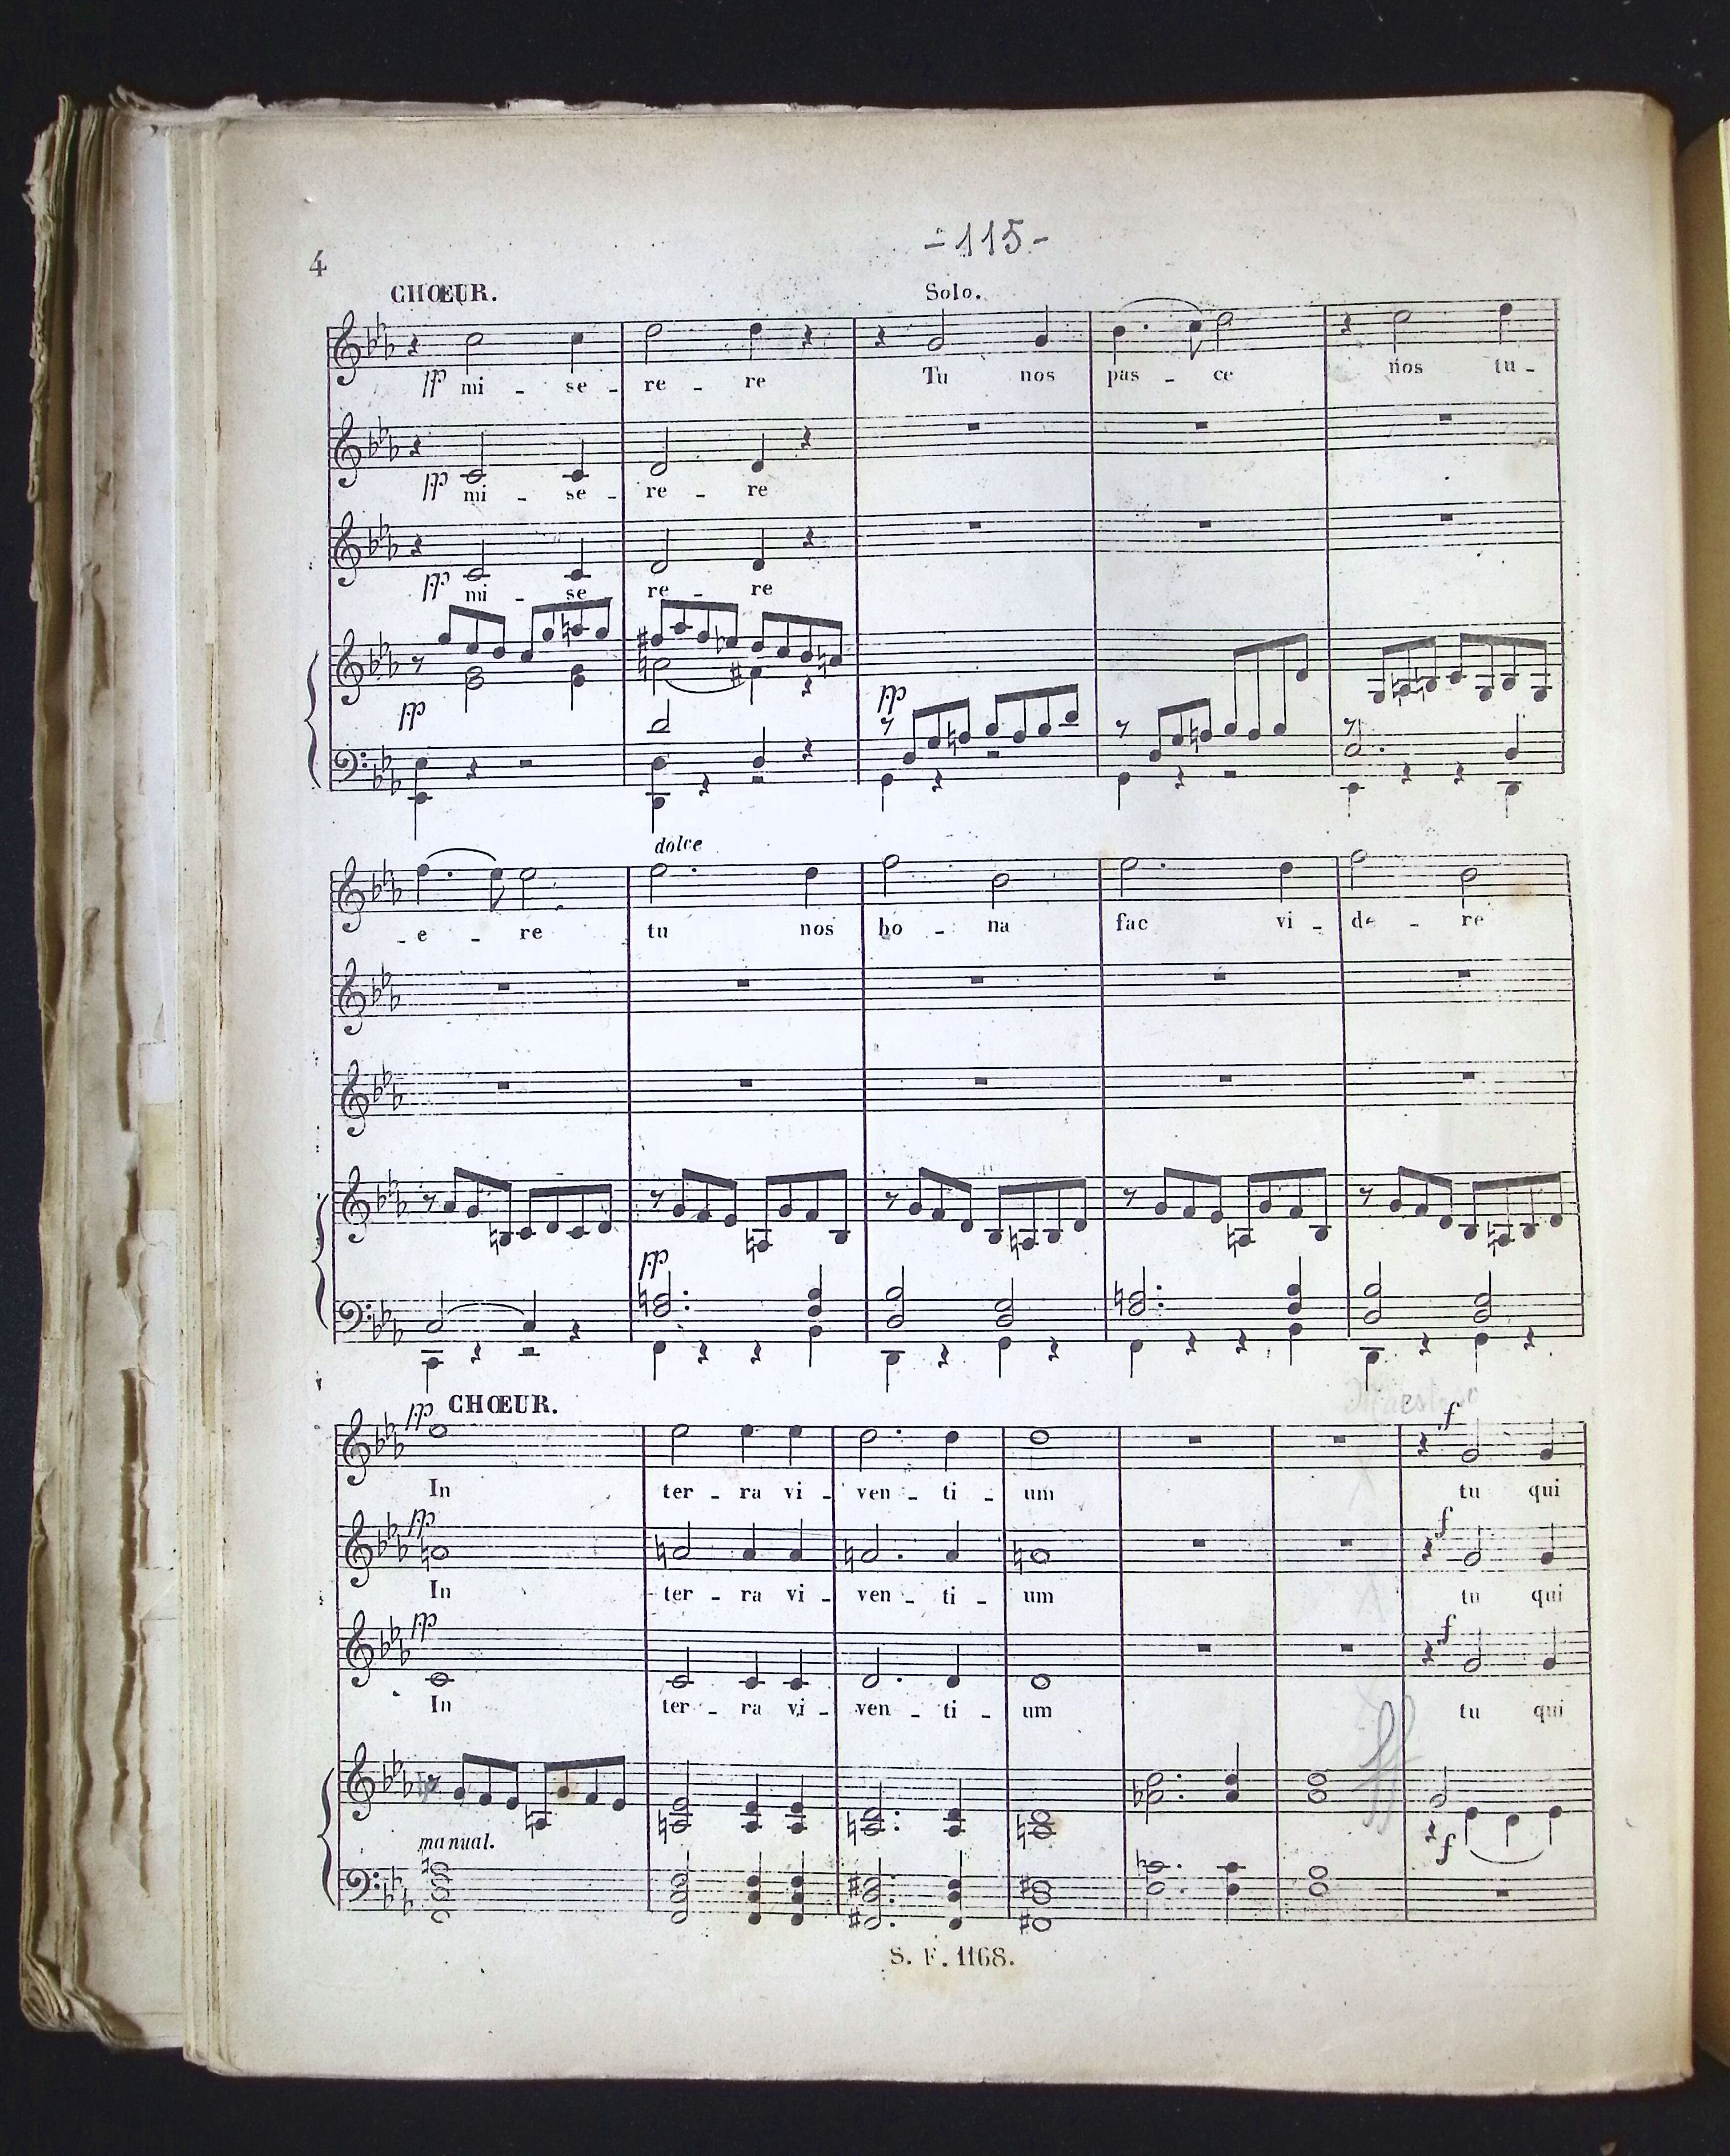 -115-
4
CHŒUR. Solo.
pp mi - se - re - re Tu nos pas - ce nos tu -
pp mi - se - re - re
pp mi - se re - re
pp pp
dolce
- e - re tu nos bo - na fac vi - de - re
pp
Maestoso
pp CHŒUR. f
In ter - ra vi - ven - ti - um tu qui
pp f
In ter - ra vi - ven - ti - um tu qui
pp f
In ter - ra vi - ven - ti - um tu qui
ff
manual. f
S. F. 1168.